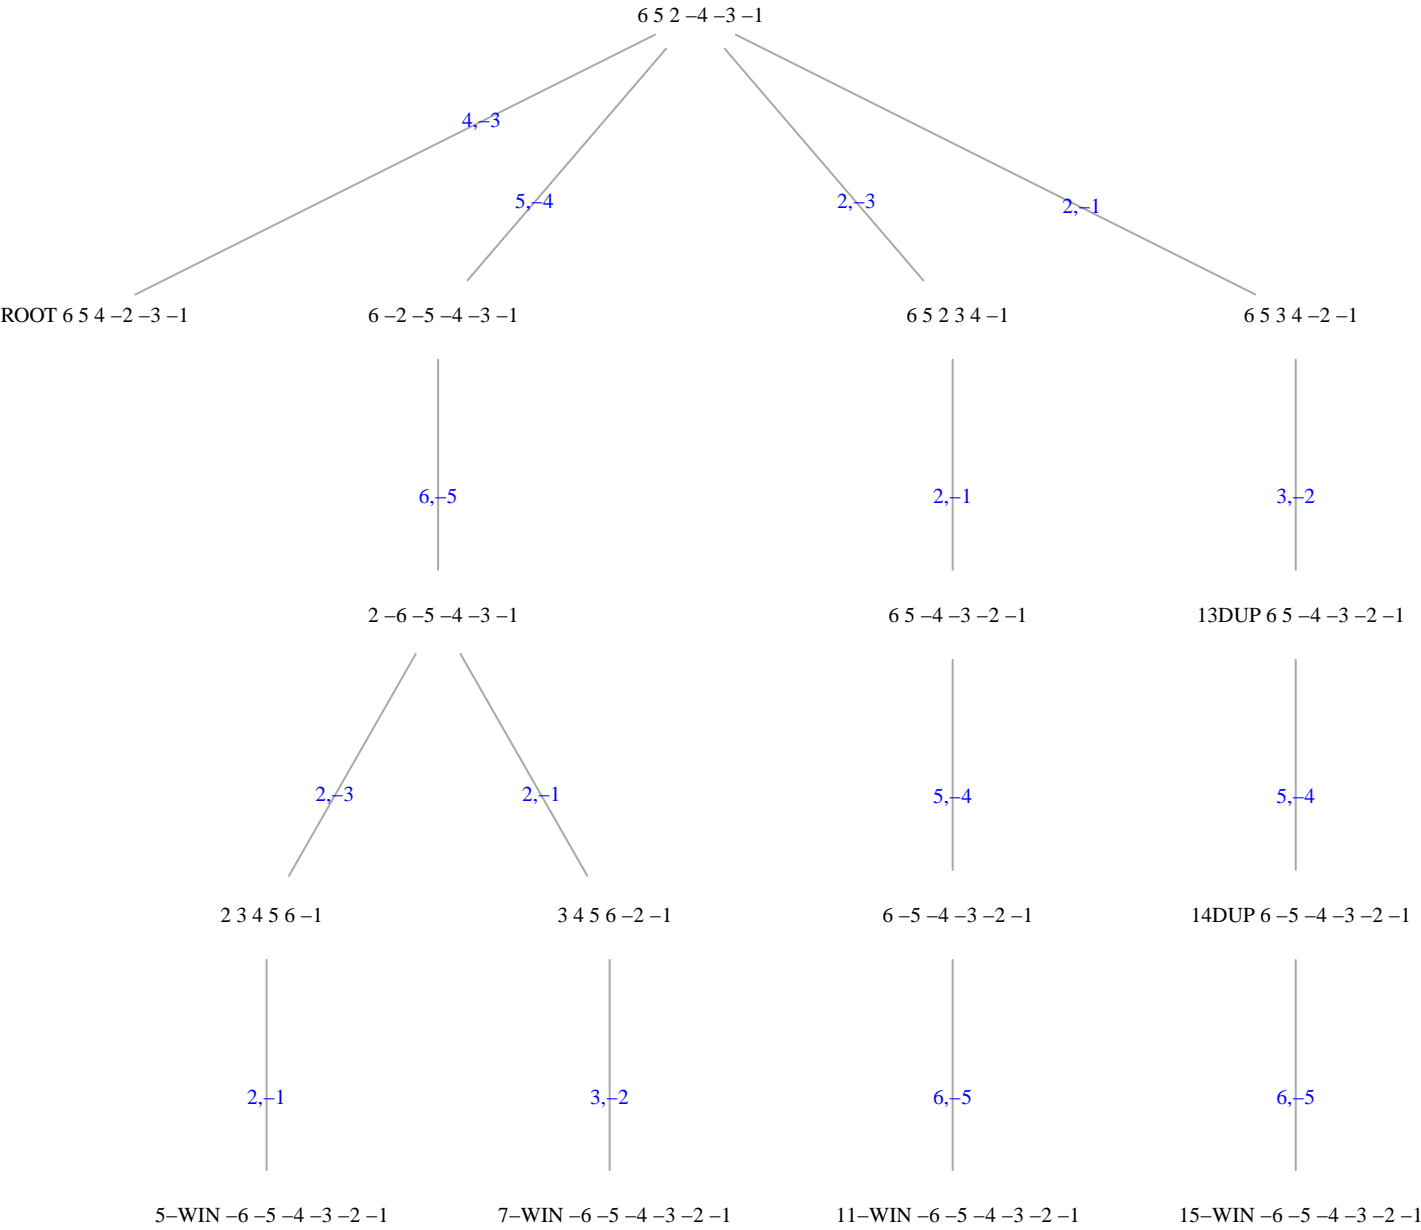 6 5 2 –4 –3 –1
4,–3
5,–4
2,–3
2,–1
ROOT 6 5 4 –2 –3 –1
6 –2 –5 –4 –3 –1
6 5 2 3 4 –1
6 5 3 4 –2 –1
6,–5
2,–1
3,–2
2 –6 –5 –4 –3 –1
6 5 –4 –3 –2 –1
13DUP 6 5 –4 –3 –2 –1
2,–3
2,–1
5,–4
5,–4
2 3 4 5 6 –1
3 4 5 6 –2 –1
6 –5 –4 –3 –2 –1
14DUP 6 –5 –4 –3 –2 –1
2,–1
3,–2
6,–5
6,–5
5–WIN –6 –5 –4 –3 –2 –1
7–WIN –6 –5 –4 –3 –2 –1
11–WIN –6 –5 –4 –3 –2 –1
15–WIN –6 –5 –4 –3 –2 –1